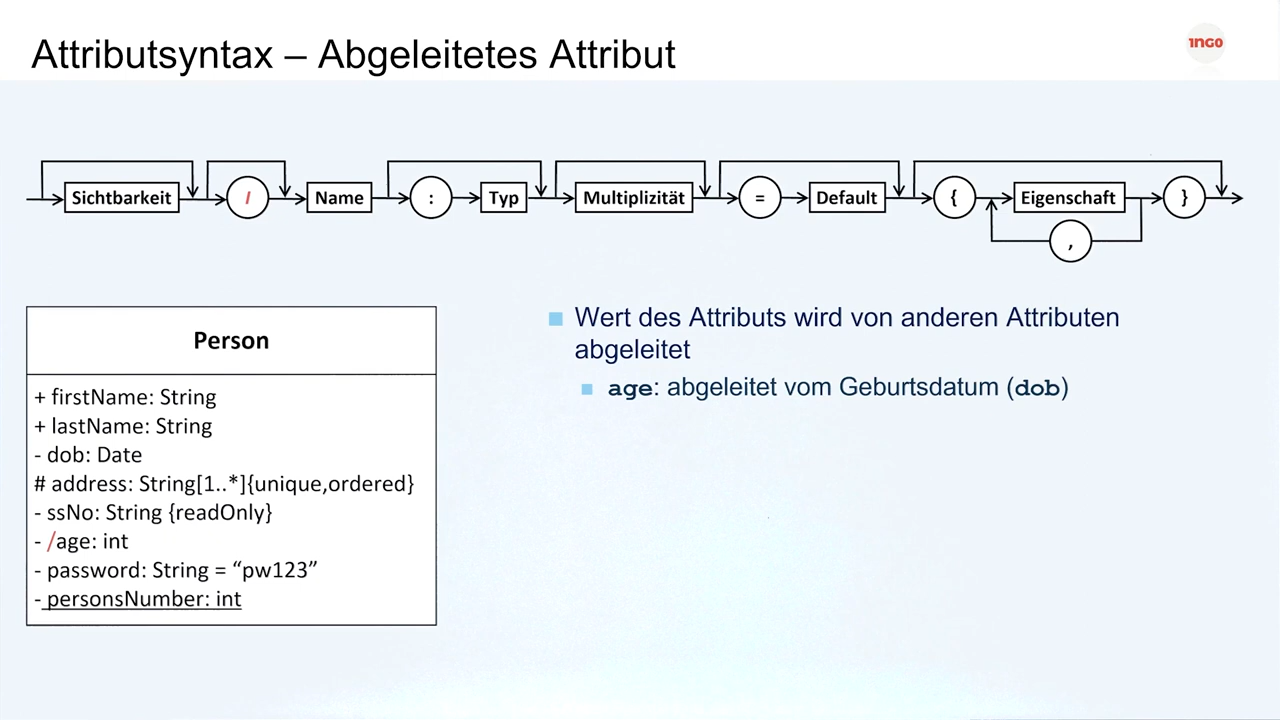 Attributsyntax – Abgeleitetes Attribut
1NGO
Sichtbarkeit / Name : Typ Multiplizität = Default { Eigenschaft }
,
Person
+ firstName: String
+ lastName: String
- dob: Date
# address: String[1..*]{unique,ordered}
- ssNo: String {readOnly}
- /age: int
- password: String = “pw123”
- personsNumber: int
Wert des Attributs wird von anderen Attributen
abgeleitet
age: abgeleitet vom Geburtsdatum (dob)